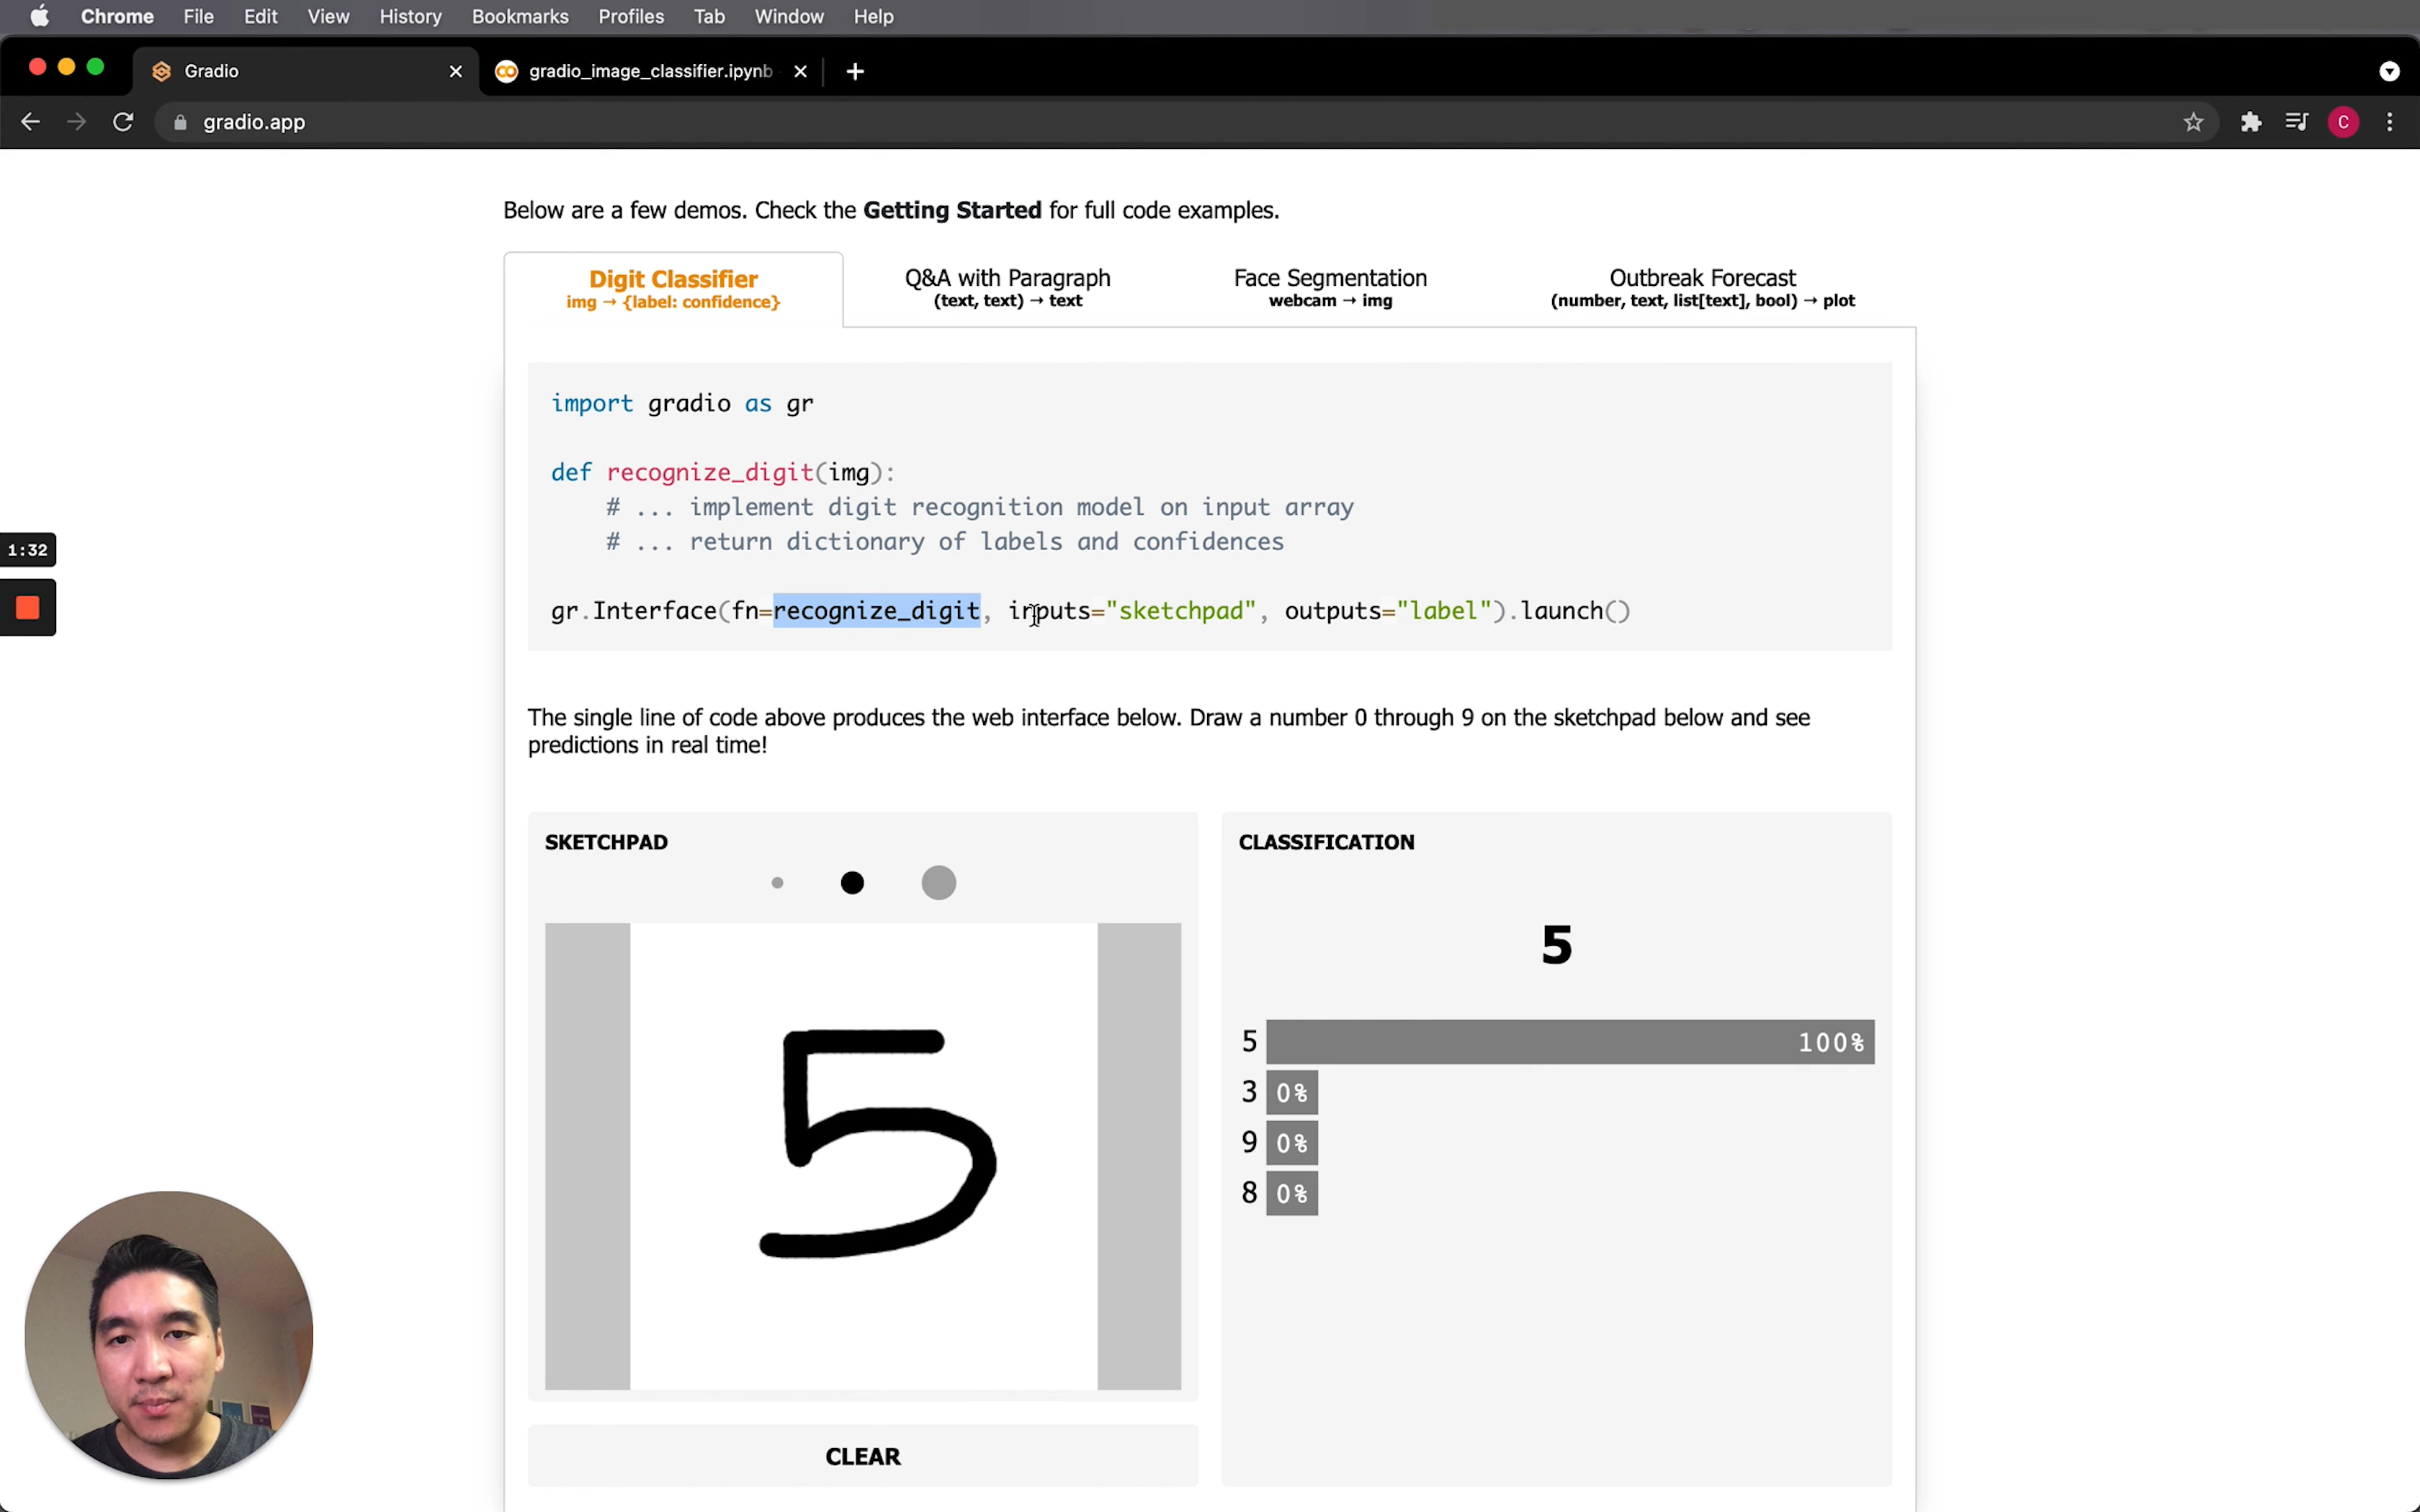 Chrome File Edit View History Bookmarks Profiles Tab Window Help
Gradio gradio_image_classifier.ipynb
gradio.app C
Below are a few demos. Check the Getting Started for full code examples.
Digit Classifier Q&A with Paragraph Face Segmentation Outbreak Forecast
img → {label: confidence} (text, text) → text webcam → img (number, text, list[text], bool) → plot
import gradio as gr
def recognize_digit(img):
# ... implement digit recognition model on input array
# ... return dictionary of labels and confidences
1:32
gr.Interface(fn=recognize_digit, inputs="sketchpad", outputs="label").launch()
The single line of code above produces the web interface below. Draw a number 0 through 9 on the sketchpad below and see
predictions in real time!
SKETCHPAD
5
CLEAR
CLASSIFICATION
5
5 100%
3 0%
9 0%
8 0%